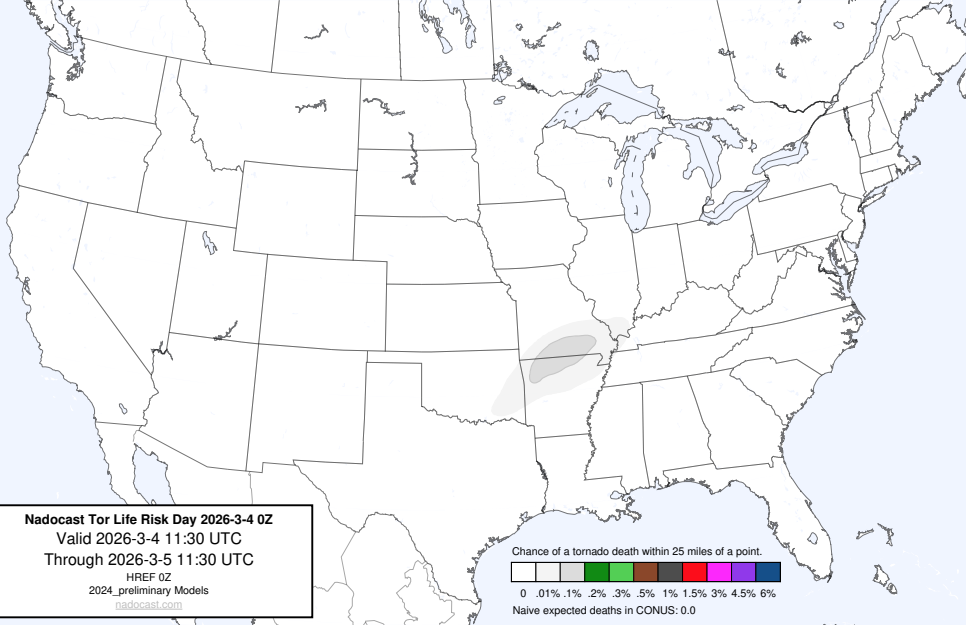 Nadocast Tor Life Risk Day 2026-3-4 0Z
Valid 2026-3-4 11:30 UTC
Through 2026-3-5 11:30 UTC
HREF 0Z
2024_preliminary Models
nadocast.com
Chance of a tornado death within 25 miles of a point.
0 .01% .1% .2% .3% .5% 1% 1.5% 3% 4.5% 6%
Naive expected deaths in CONUS: 0.0